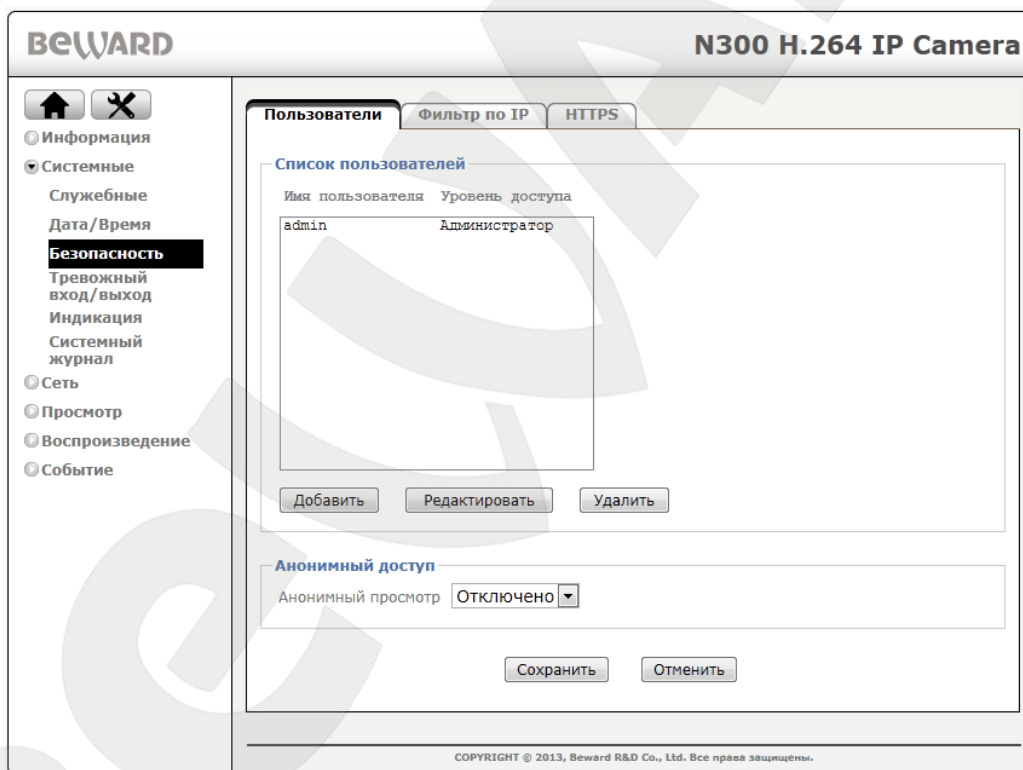 BEWARD
N300 H.264 IP Camera
Информация
Системные
Служебные
Дата/Время
Безопасность
Тревожный
вход/выход
Индикация
Системный
журнал
Сеть
Просмотр
Воспроизведение
Событие
Пользователи Фильтр по IP HTTPS
Список пользователей
Имя пользователя Уровень доступа
admin Администратор
Добавить Редактировать Удалить
Анонимный доступ
Анонимный просмотр Отключено
Сохранить Отменить
COPYRIGHT © 2013, Beward R&D Co., Ltd. Все права защищены.